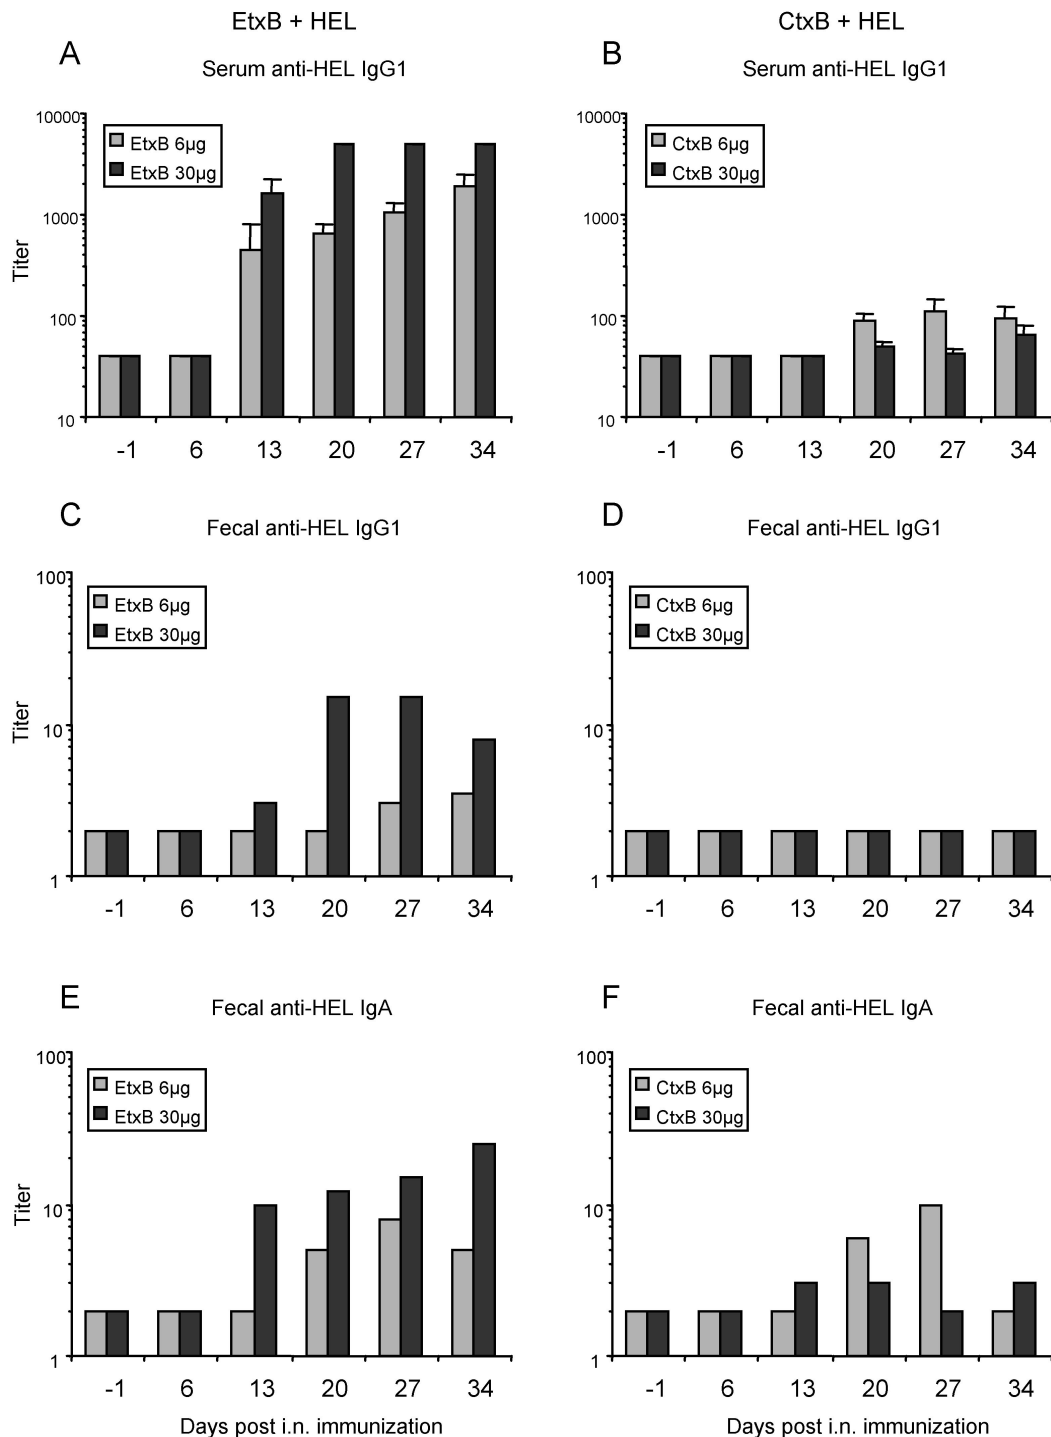 EtxB + HEL
CtxB + HEL
A
Serum anti-HEL IgG1
10000
1000
100
10
Titer
EtxB 6µg
EtxB 30µg
-1 6 13 20 27 34
B
Serum anti-HEL IgG1
10000
1000
100
10
CtxB 6µg
CtxB 30µg
-1 6 13 20 27 34
C
Fecal anti-HEL IgG1
100
10
1
Titer
EtxB 6µg
EtxB 30µg
-1 6 13 20 27 34
D
Fecal anti-HEL IgG1
100
10
1
CtxB 6µg
CtxB 30µg
-1 6 13 20 27 34
E
Fecal anti-HEL IgA
100
10
1
Titer
EtxB 6µg
EtxB 30µg
-1 6 13 20 27 34
Days post i.n. immunization
F
Fecal anti-HEL IgA
100
10
1
CtxB 6µg
CtxB 30µg
-1 6 13 20 27 34
Days post i.n. immunization